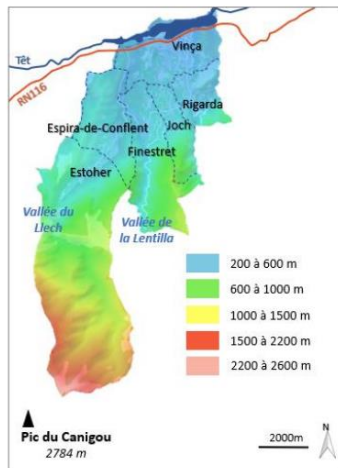 Têt
RN116
Vinça
Rigarda
Espira-de-Conflent
Joch
Finestret
Estoher
Vallée du
Llech
Vallée de
la Lentilla
200 à 600 m
600 à 1000 m
1000 à 1500 m
1500 à 2200 m
2200 à 2600 m
Pic du Canigou
2784 m
2000m
N